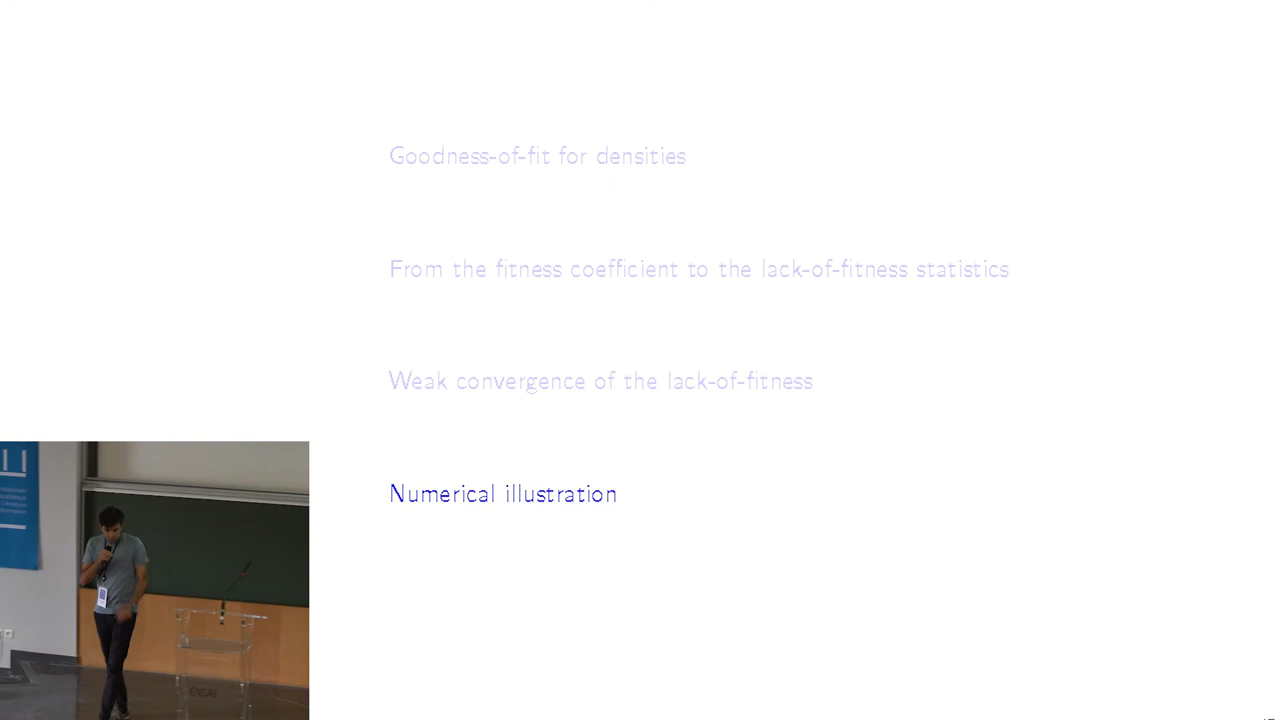 Goodness-of-fit for densities
From the fitness coefficient to the lack-of-fitness statistics
Weak convergence of the lack-of-fitness
Numerical illustration